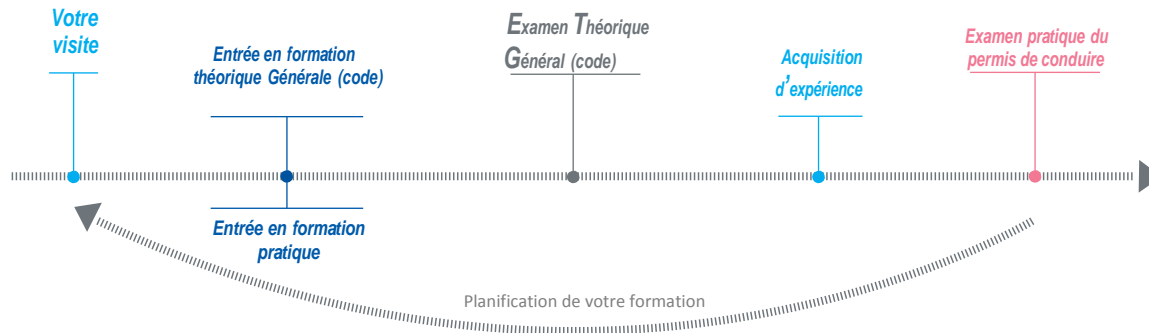 Votre
visite
Entrée en formation
théorique Générale (code)
Entrée en formation
pratique
Examen Théorique
Général (code)
Acquisition
d'expérience
Examen pratique du
permis de conduire
Planification de votre formation